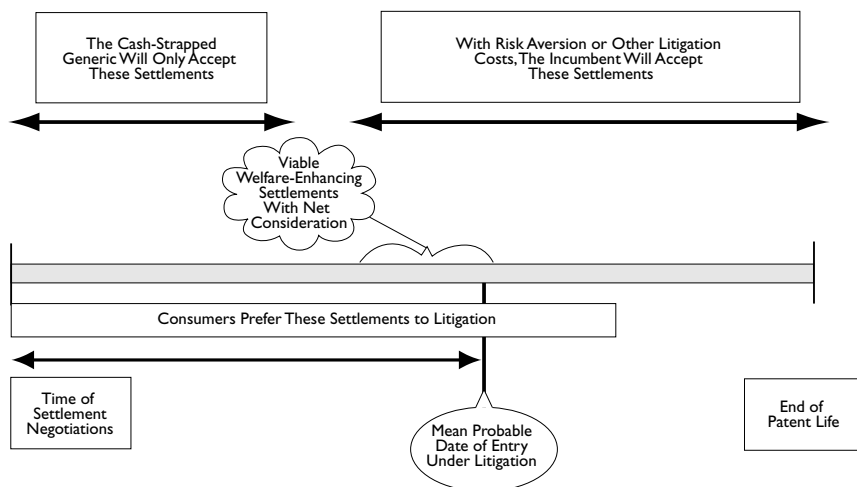 The Cash-Strapped
Generic Will Only Accept
These Settlements
With Risk Aversion or Other Litigation
Costs, The Incumbent Will Accept
These Settlements
Viable
Welfare-Enhancing
Settlements
With Net
Consideration
Consumers Prefer These Settlements to Litigation
Time of
Settlement
Negotiations
Mean Probable
Date of Entry
Under Litigation
End of
Patent Life